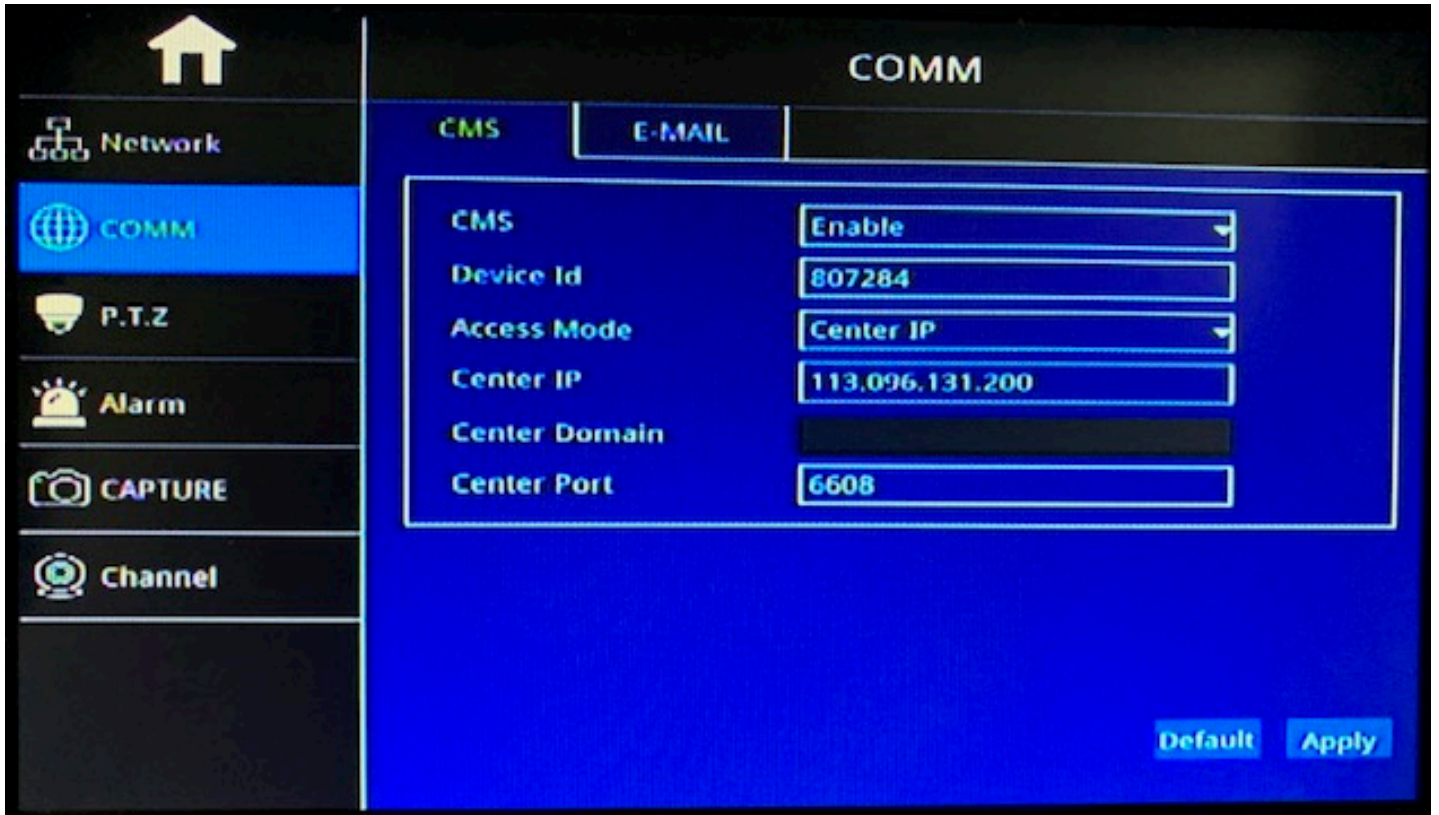 COMM
Network
CMS E-MAIL
COMM
CMS Enable
Device Id 807284
P.T.Z
Access Mode Center IP
Center IP 113.096.131.200
Alarm
Center Domain
CAPTURE
Center Port 6608
Channel
Default Apply